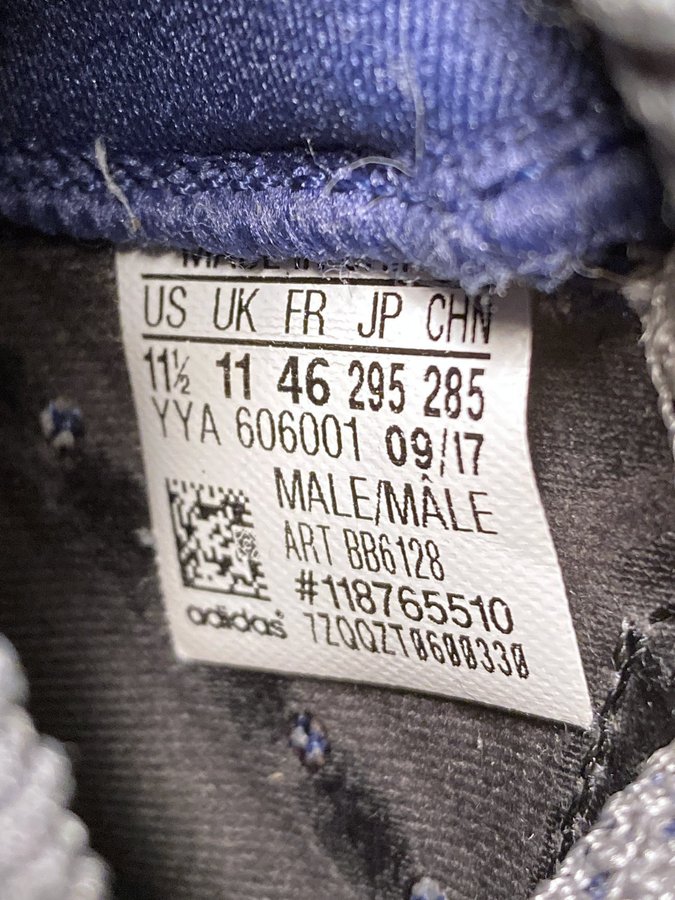 US UK FR JP CHN
11½ 11 46 295 285
YYA 606001 09/17
MALE/MÂLE
ART BB6128
#118765510
adidas® 7ZQQZT0600330